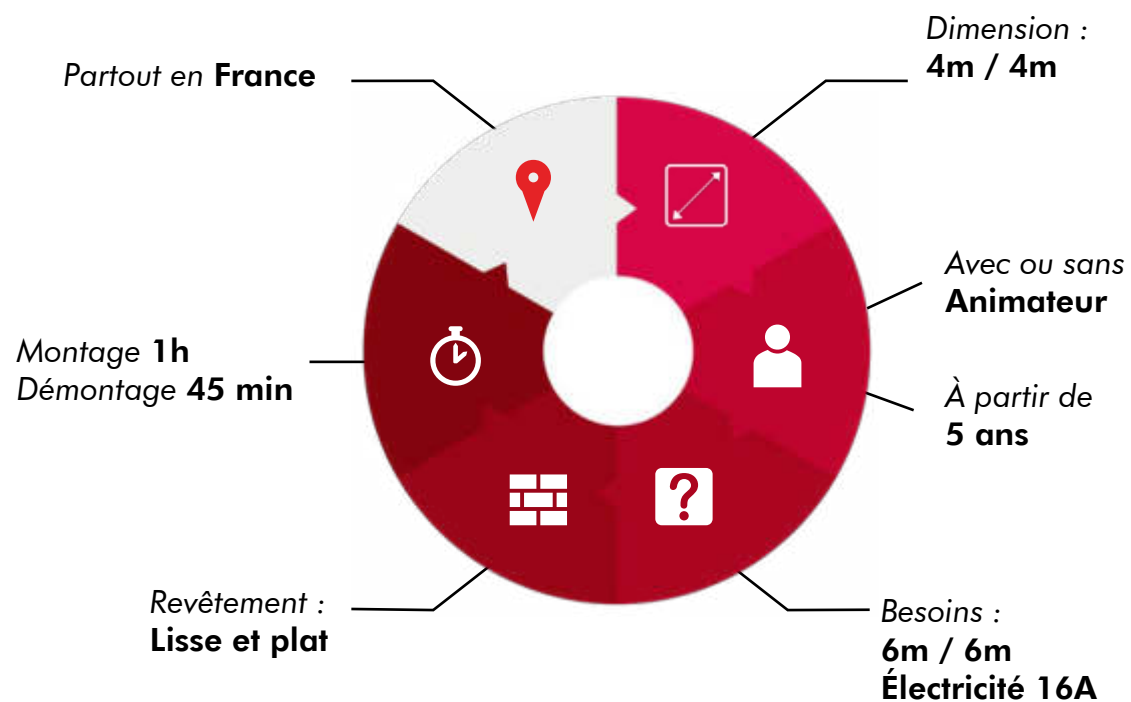 Dimension :
4m / 4m
Partout en France
Avec ou sans
Animateur
Montage 1h
Démontage 45 min
À partir de
5 ans
?
Revêtement :
Lisse et plat
Besoins :
6m / 6m
Électricité 16A